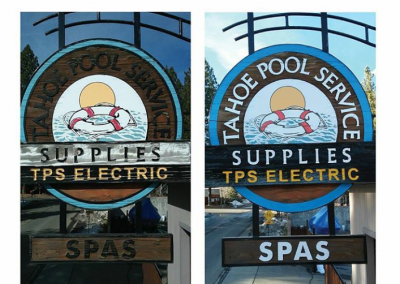 TAHOE POOL SERVICE
SUPPLIES
TPS ELECTRIC
SPAS
TAHOE POOL SERVICE
SUPPLIES
TPS ELECTRIC
SPAS